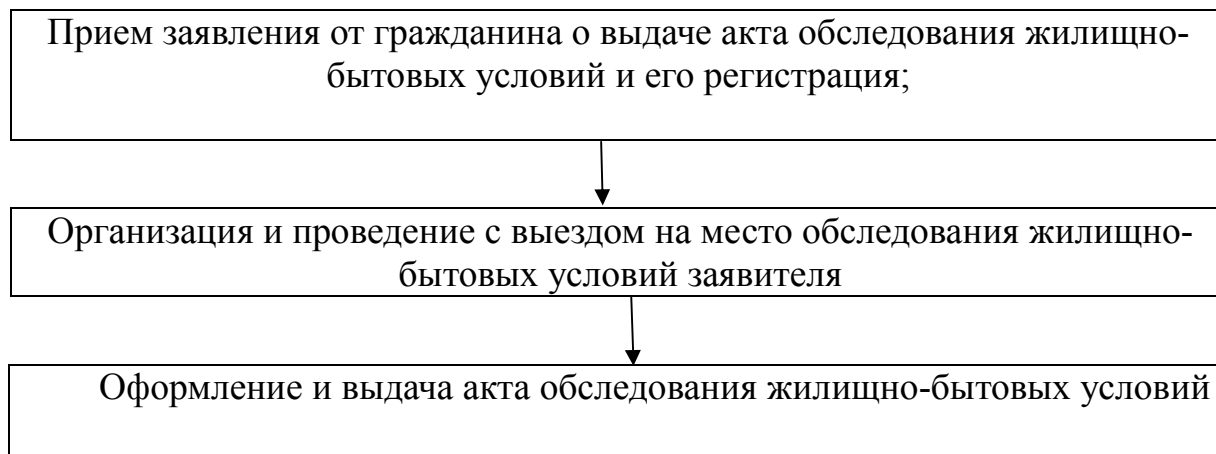 Прием заявления от гражданина о выдаче акта обследования жилищно-
бытовых условий и его регистрация;
Организация и проведение с выездом на место обследования жилищно-
бытовых условий заявителя
Оформление и выдача акта обследования жилищно-бытовых условий